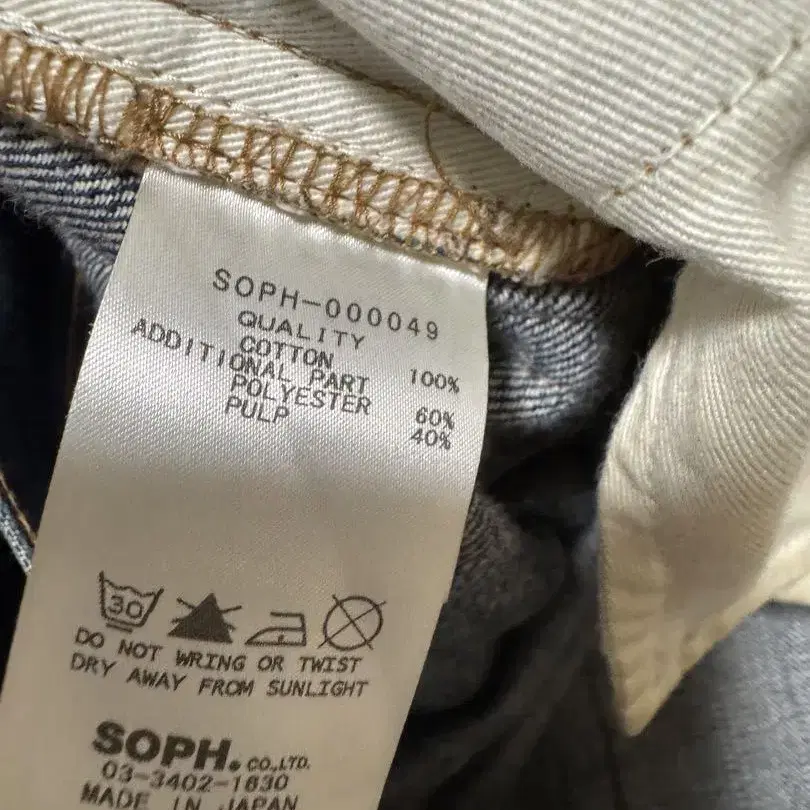 SOPH-000049
QUALITY
COTTON 100%
ADDITIONAL PART
POLYESTER 60%
PULP 40%
30
DO NOT WRING OR TWIST
DRY AWAY FROM SUNLIGHT
SOPH. CO.,LTD.
03-3402-1830
MADE IN JAPAN